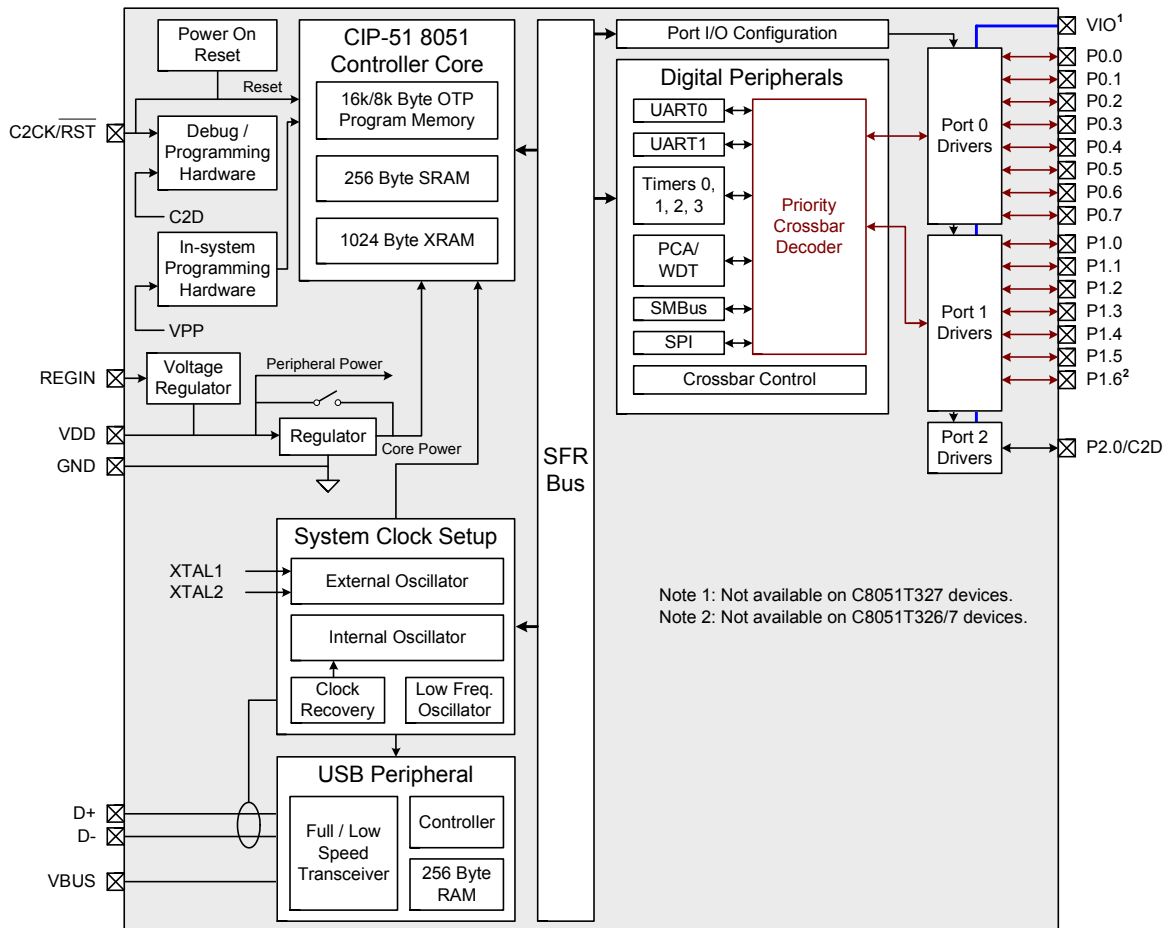 Power On
Reset
Reset
C2CK/RST
Debug /
Programming
Hardware
C2D
In-system
Programming
Hardware
VPP
CIP-51 8051
Controller Core
16k/8k Byte OTP
Program Memory
256 Byte SRAM
1024 Byte XRAM
REGIN
Voltage
Regulator
Peripheral Power
VDD
Regulator
Core Power
GND
System Clock Setup
XTAL1
XTAL2
External Oscillator
Internal Oscillator
Clock
Recovery
Low Freq.
Oscillator
USB Peripheral
D+
D-
VBUS
Full / Low
Speed
Transceiver
Controller
256 Byte
RAM
SFR
Bus
Port I/O Configuration
Digital Peripherals
UART0
UART1
Timers 0,
1, 2, 3
PCA/
WDT
SMBus
SPI
Priority
Crossbar
Decoder
Crossbar Control
Port 0
Drivers
Port 1
Drivers
Port 2
Drivers
VIO¹
P0.0
P0.1
P0.2
P0.3
P0.4
P0.5
P0.6
P0.7
P1.0
P1.1
P1.2
P1.3
P1.4
P1.5
P1.6²
P2.0/C2D
Note 1: Not available on C8051T327 devices.
Note 2: Not available on C8051T326/7 devices.